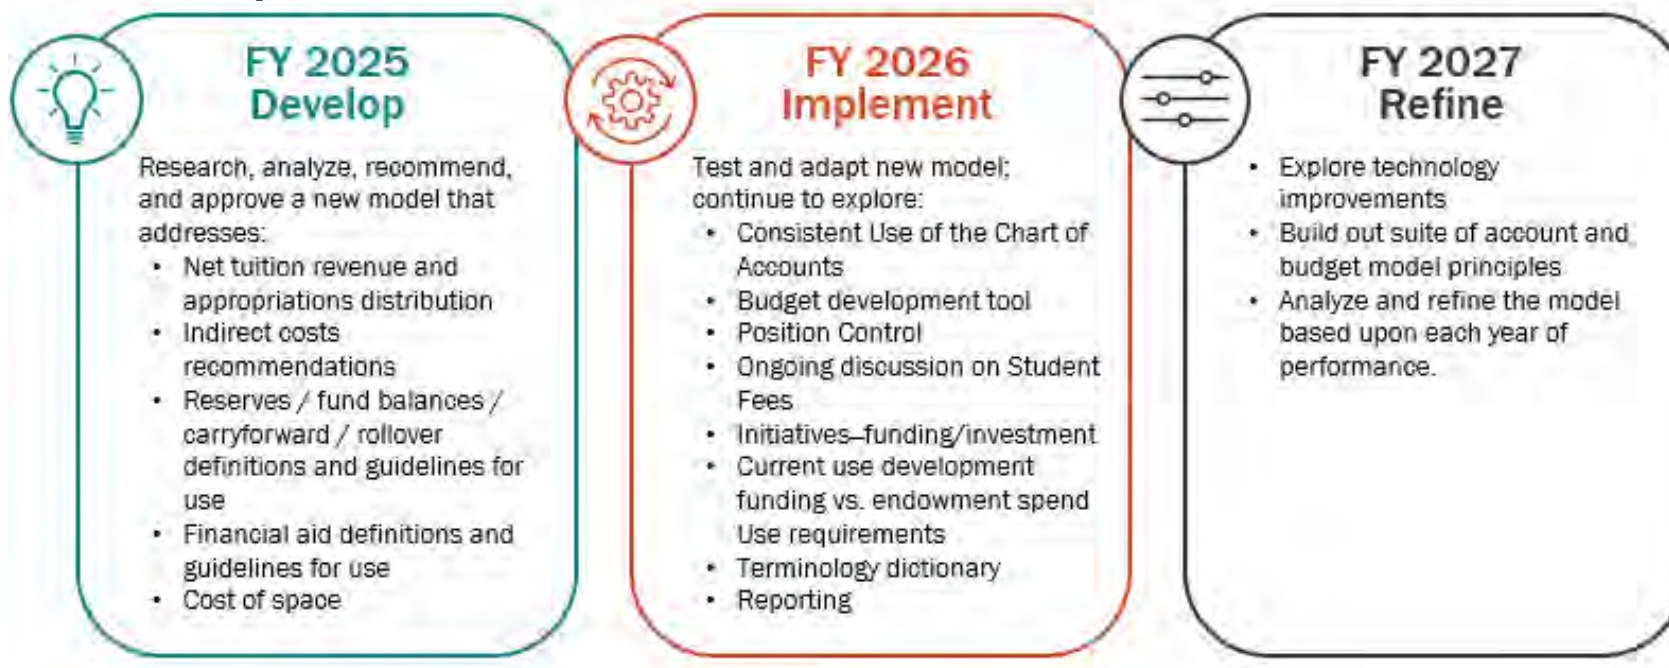 FY 2025
Develop
Research, analyze, recommend,
and approve a new model that
addresses:
• Net tuition revenue and
appropriations distribution
• Indirect costs
recommendations
• Reserves / fund balances /
carryforward / rollover
definitions and guidelines for
use
• Financial aid definitions and
guidelines for use
• Cost of space
FY 2026
Implement
Test and adapt new model;
continue to explore:
• Consistent Use of the Chart of
Accounts
• Budget development tool
• Position Control
• Ongoing discussion on Student
Fees
• Initiatives–funding/investment
• Current use development
funding vs. endowment spend
Use requirements
• Terminology dictionary
• Reporting
FY 2027
Refine
• Explore technology
improvements
• Build out suite of account and
budget model principles
• Analyze and refine the model
based upon each year of
performance.